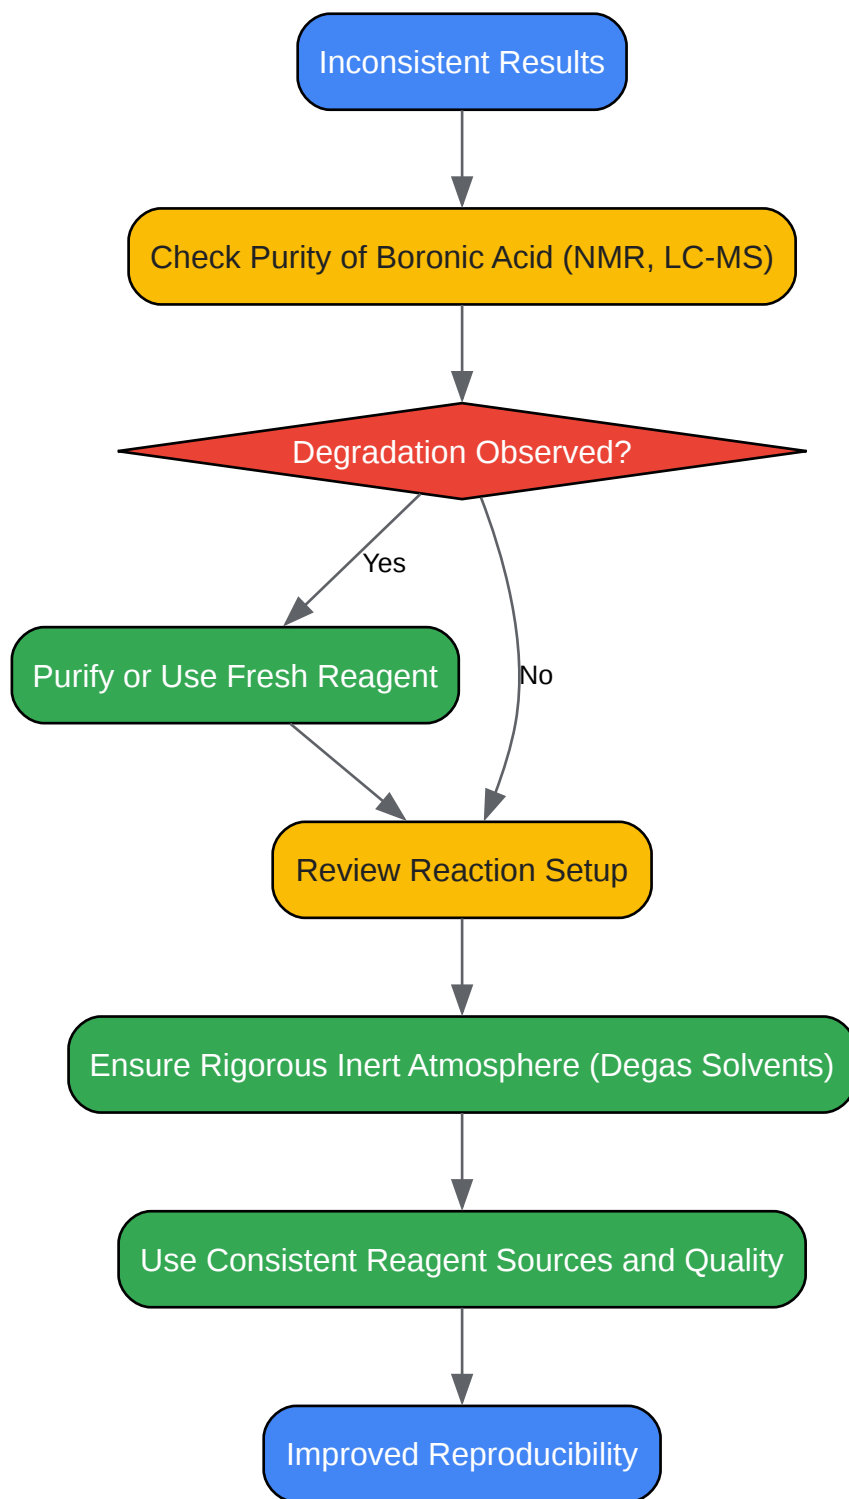 Inconsistent Results
Check Purity of Boronic Acid (NMR, LC-MS)
Degradation Observed?
Yes
Purify or Use Fresh Reagent
No
Review Reaction Setup
Ensure Rigorous Inert Atmosphere (Degas Solvents)
Use Consistent Reagent Sources and Quality
Improved Reproducibility